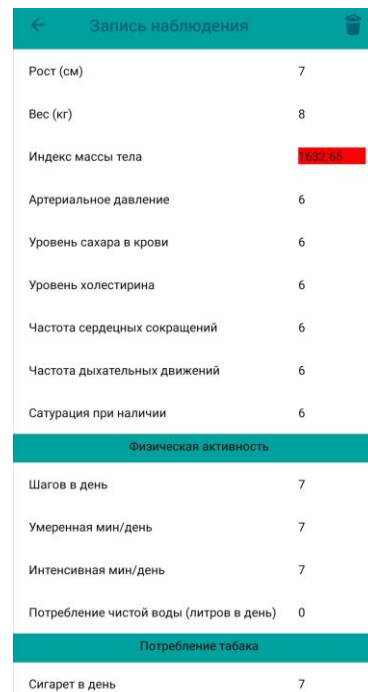 Запись наблюдения
Рост (см) 7
Вес (кг) 8
Индекс массы тела 1632.65
Артериальное давление 6
Уровень сахара в крови 6
Уровень холестирина 6
Частота сердецных сокращений 6
Частота дыхательных движений 6
Сатурация при наличии 6
Физическая активность
Шагов в день 7
Умеренная мин/день 7
Интенсивная мин/день 7
Потребление чистой воды (литров в день) 0
Потребление табака
Сигарет в день 7